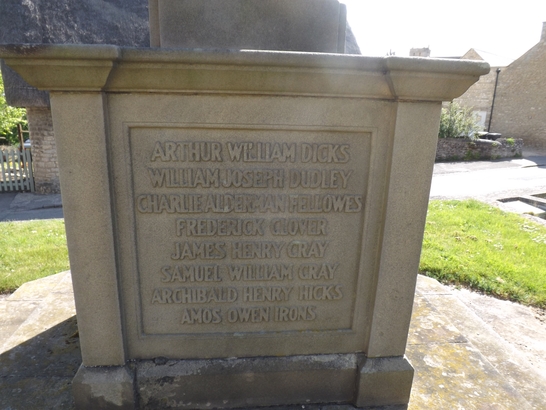 ARTHUR WILLIAM DICKS
WILLIAM JOSEPH DUDLEY
CHARLIE ALDERMAN FELLOWES
FREDERICK GLOVER
JAMES HENRY GRAY
SAMUEL WILLIAM GRAY
ARCHIBALD HENRY HICKS
AMOS OWEN IRONS